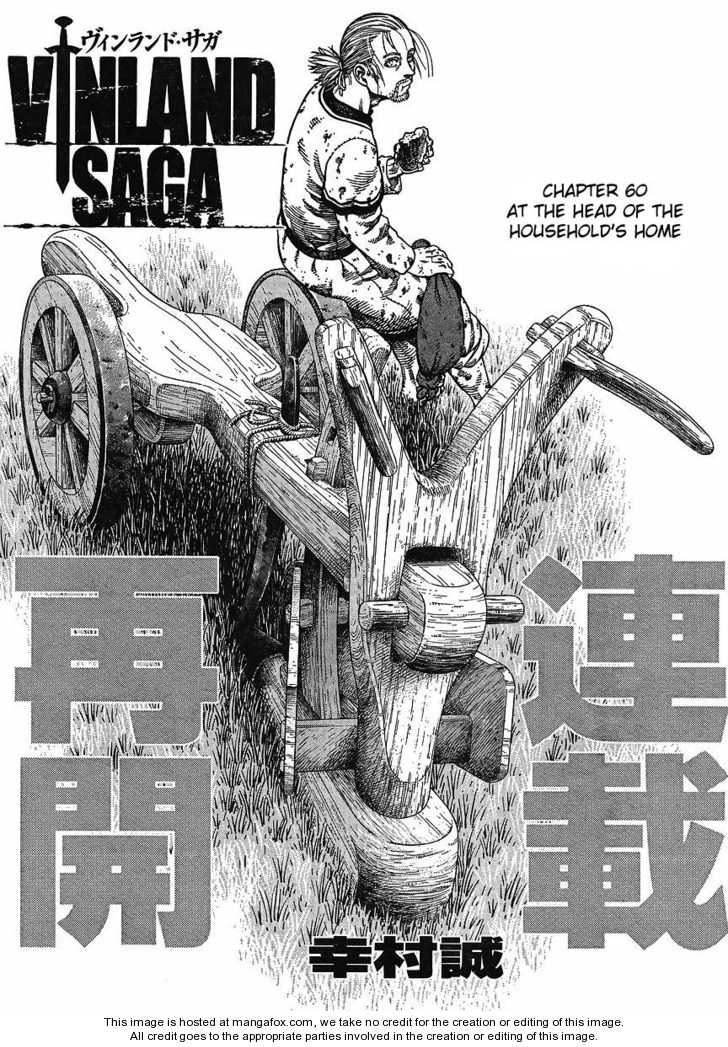 ヴィンランド・サガ
VINLAND
SAGA
CHAPTER 60
AT THE HEAD OF THE
HOUSEHOLD'S HOME
連載
再開
幸村誠
This image is hosted at mangafox.com, we take no credit for the creation or editing of this image.
All credit goes to the appropriate parties involved in the creation or editing of this image.